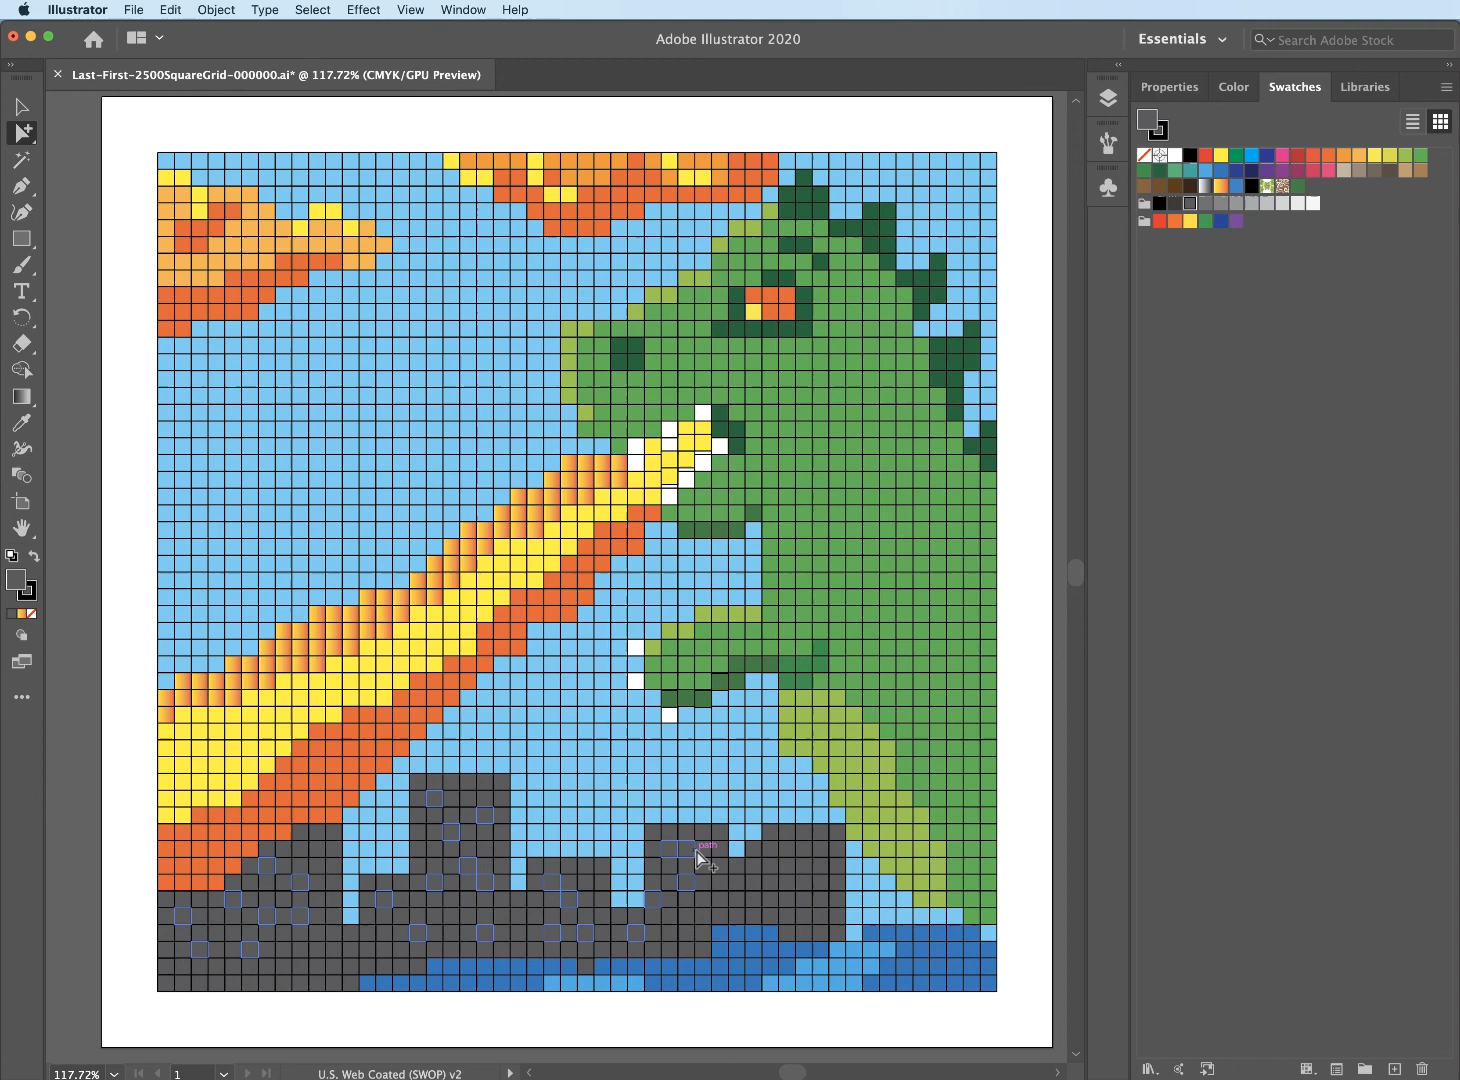 Illustrator File Edit Object Type Select Effect View Window Help
Adobe Illustrator 2020
Essentials
Search Adobe Stock
Last-First-2500SquareGrid-000000.ai* @ 117.72% (CMYK/GPU Preview)
Properties Color Swatches Libraries
path
117.72%
1
U.S. Web Coated (SWOP) v2